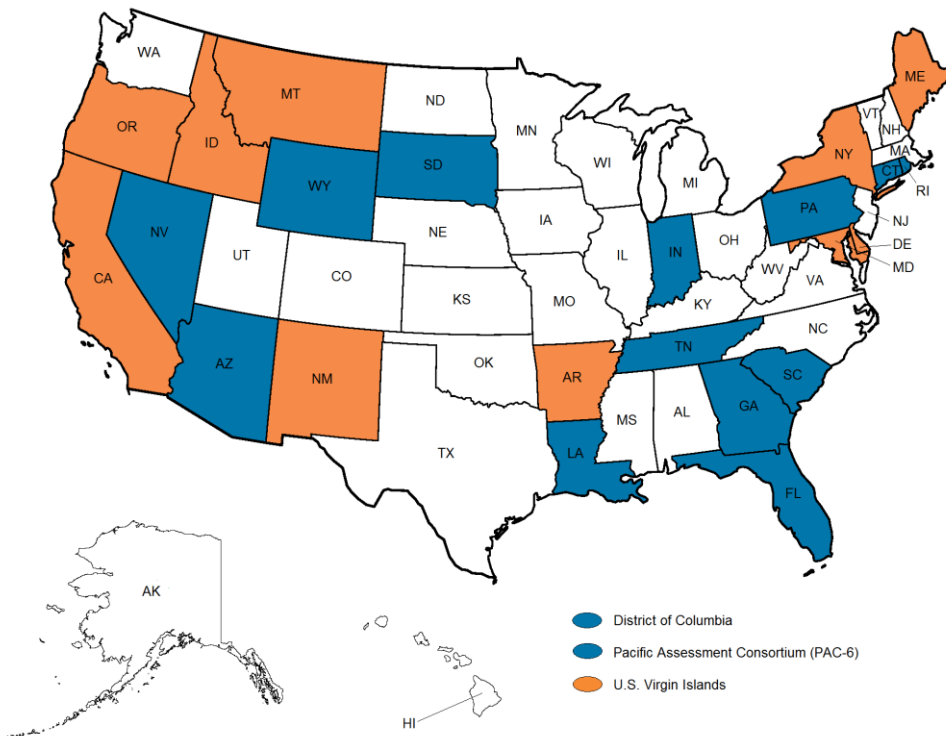 WA
MT
ND
MN
ME
VT
NH
OR
ID
WI
NY
MA
SD
MI
CT
RI
WY
PA
NJ
IA
NE
NV
OH
DE
UT
IL
IN
MD
CA
CO
WV
VA
KS
MO
KY
NC
TN
OK
AZ
NM
AR
SC
MS
AL
GA
LA
TX
FL
AK
District of Columbia
Pacific Assessment Consortium (PAC-6)
U.S. Virgin Islands
HI